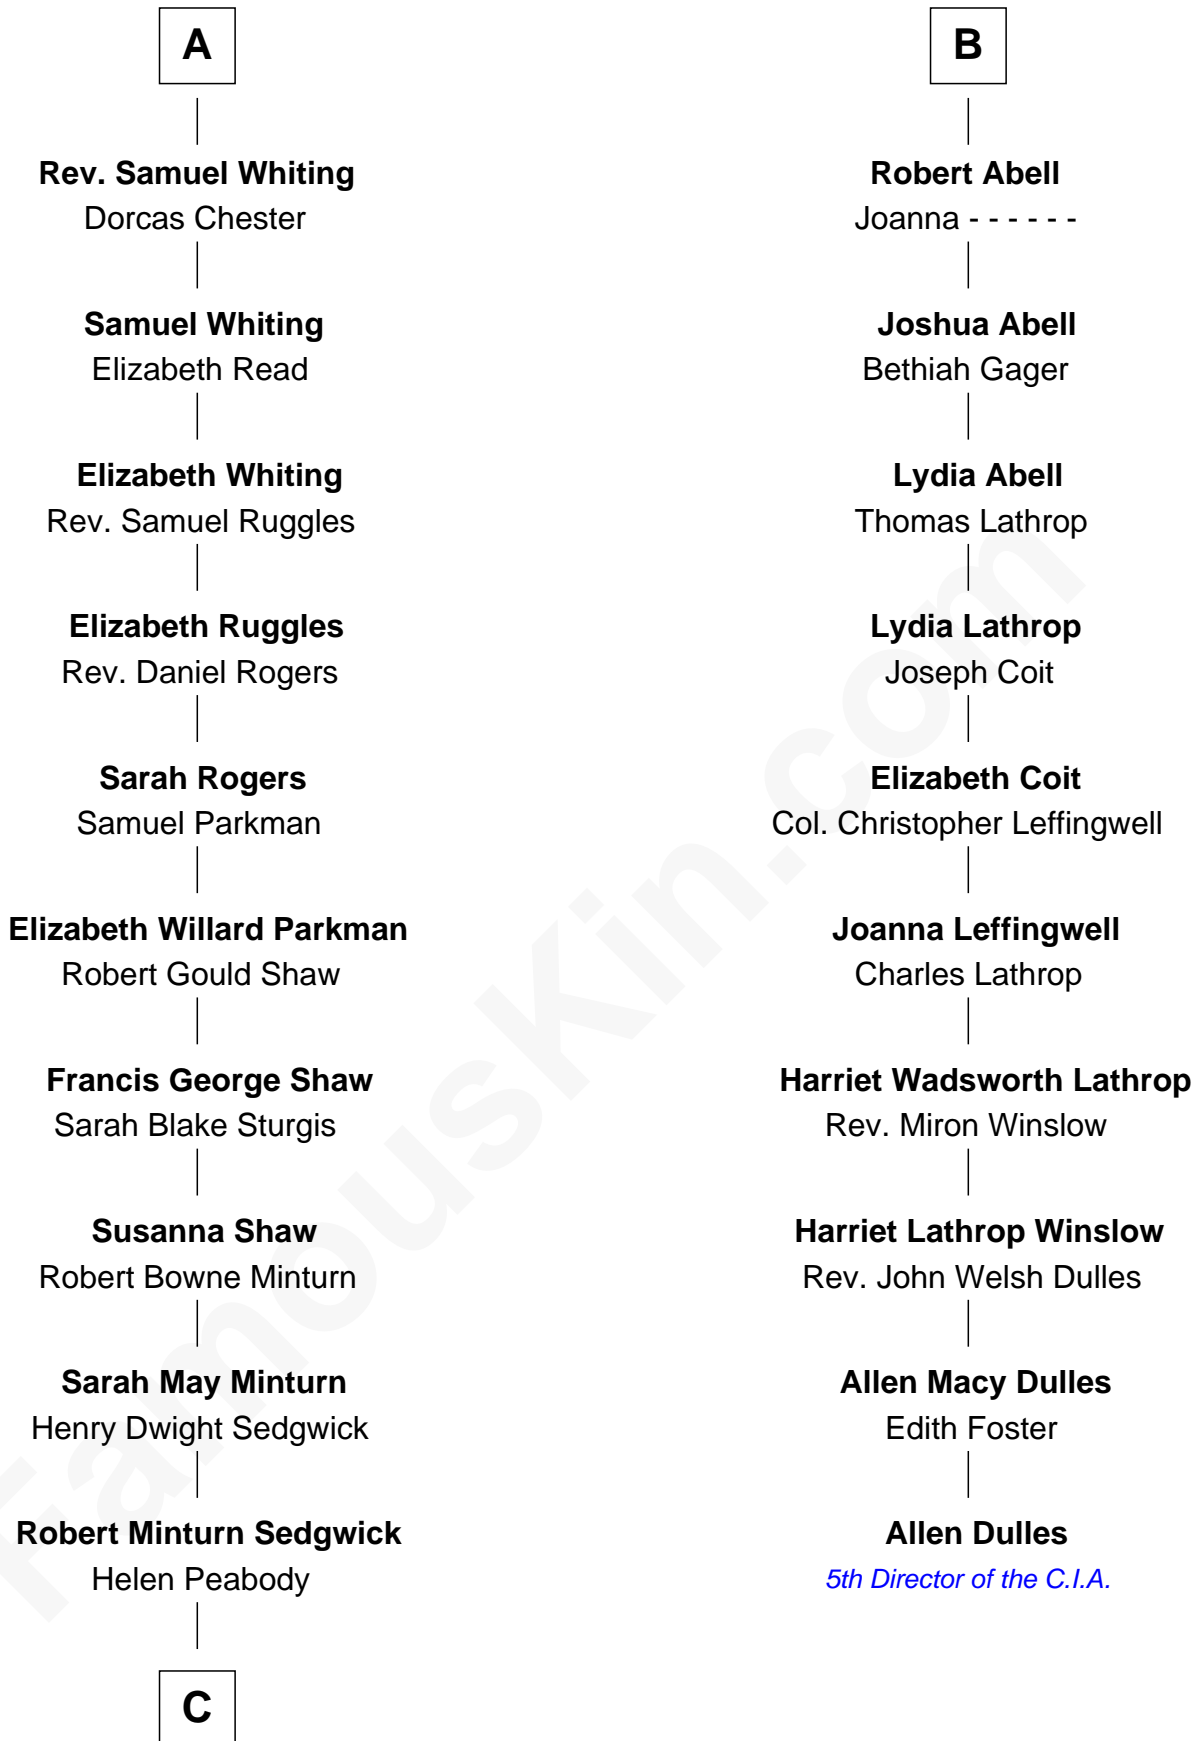 A
Rev. Samuel Whiting
Dorcas Chester
Samuel Whiting
Elizabeth Read
Elizabeth Whiting
Rev. Samuel Ruggles
Elizabeth Ruggles
Rev. Daniel Rogers
Sarah Rogers
Samuel Parkman
Elizabeth Willard Parkman
Robert Gould Shaw
Francis George Shaw
Sarah Blake Sturgis
Susanna Shaw
Robert Bowne Minturn
Sarah May Minturn
Henry Dwight Sedgwick
Robert Minturn Sedgwick
Helen Peabody
C
B
Robert Abell
Joanna - - - - - -
Joshua Abell
Bethiah Gager
Lydia Abell
Thomas Lathrop
Lydia Lathrop
Joseph Coit
Elizabeth Coit
Col. Christopher Leffingwell
Joanna Leffingwell
Charles Lathrop
Harriet Wadsworth Lathrop
Rev. Miron Winslow
Harriet Lathrop Winslow
Rev. John Welsh Dulles
Allen Macy Dulles
Edith Foster
Allen Dulles
5th Director of the C.I.A.
FamousKin.com